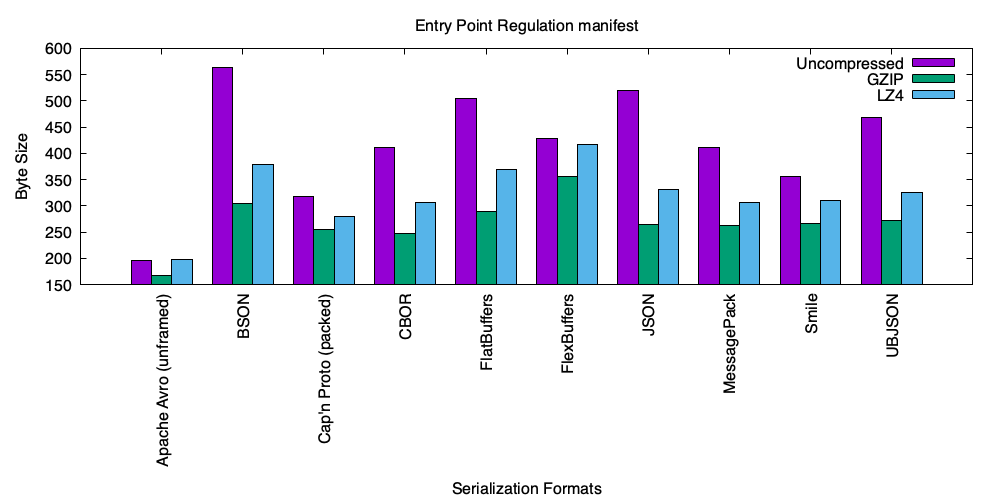 Entry Point Regulation manifest
Uncompressed
GZIP
LZ4
Byte Size
600
550
500
450
400
350
300
250
200
150
Apache Avro (unframed)
BSON
Cap'n Proto (packed)
CBOR
FlatBuffers
FlexBuffers
JSON
MessagePack
Smile
UBJSON
Serialization Formats